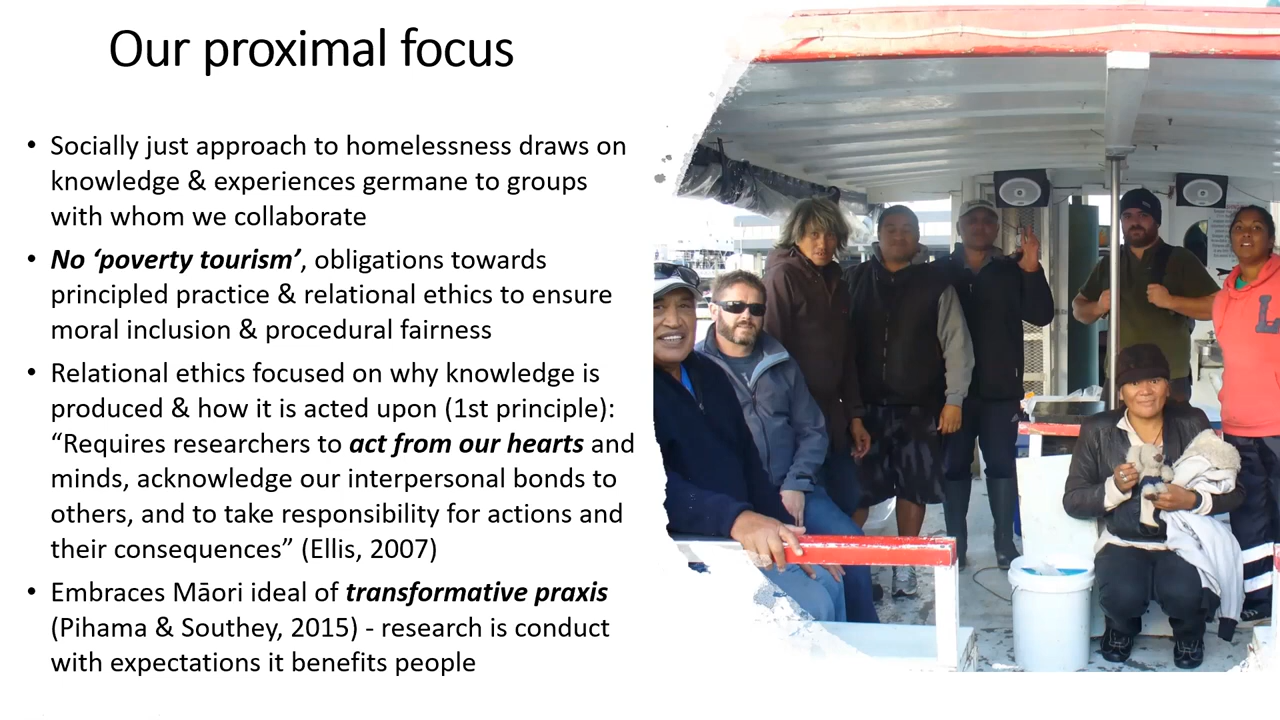 Our proximal focus
• Socially just approach to homelessness draws on
knowledge & experiences germane to groups
with whom we collaborate
• No ‘poverty tourism’, obligations towards
principled practice & relational ethics to ensure
moral inclusion & procedural fairness
• Relational ethics focused on why knowledge is
produced & how it is acted upon (1st principle):
“Requires researchers to act from our hearts and
minds, acknowledge our interpersonal bonds to
others, and to take responsibility for actions and
their consequences” (Ellis, 2007)
• Embraces Māori ideal of transformative praxis
(Pihama & Southey, 2015) - research is conduct
with expectations it benefits people
L